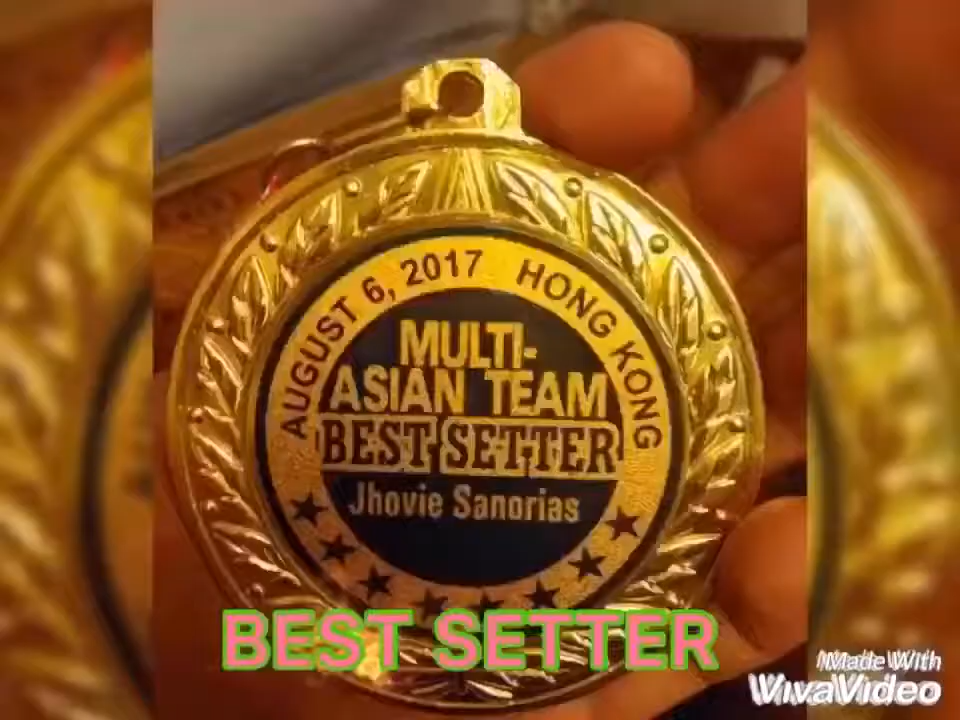 AUGUST 6, 2017 HONG KONG
MULTI-
ASIAN TEAM
BEST SETTER
Jhovie Sanorias
BEST SETTER
Made With
VivaVideo